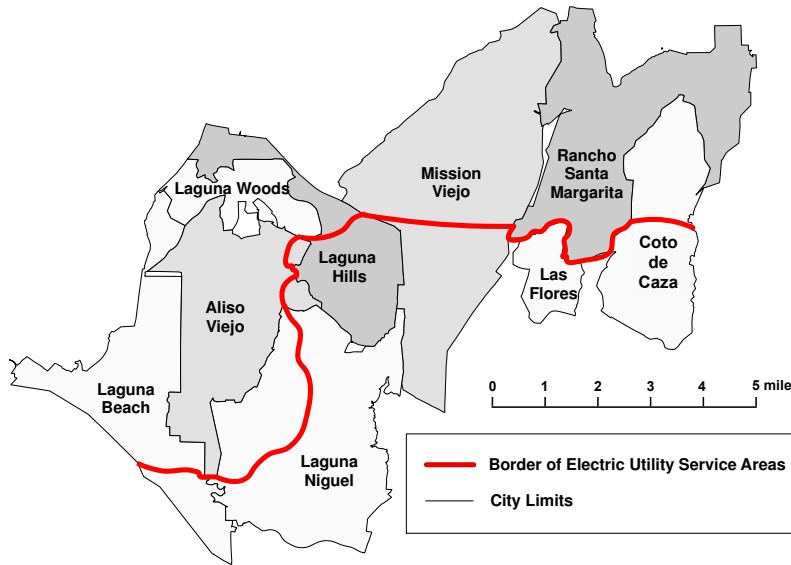 Laguna Woods
Mission
Viejo
Rancho
Santa
Margarita
Laguna
Hills
Las
Flores
Coto
de
Caza
Aliso
Viejo
Laguna
Beach
Laguna
Niguel
0 1 2 3 4 5 mile
Border of Electric Utility Service Areas
City Limits